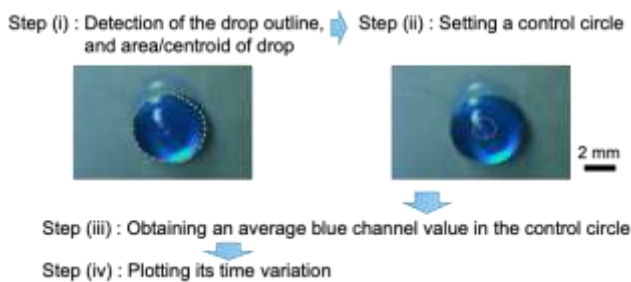 Step (i) : Detection of the drop outline,
and area/centroid of drop
Step (ii) : Setting a control circle
2 mm
Step (iii) : Obtaining an average blue channel value in the control circle
Step (iv) : Plotting its time variation